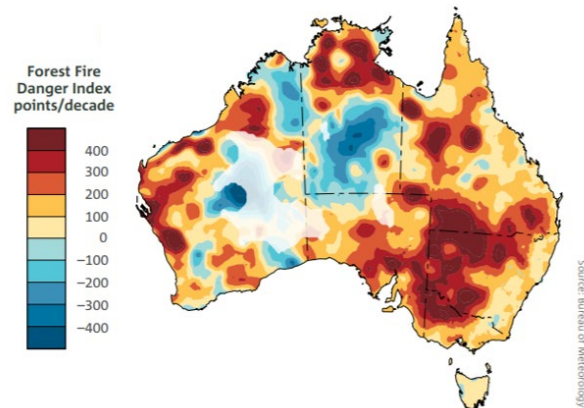 Forest Fire
Danger Index
points/decade
400
300
200
100
0
−100
−200
−300
−400
Source: Bureau of Meteorology